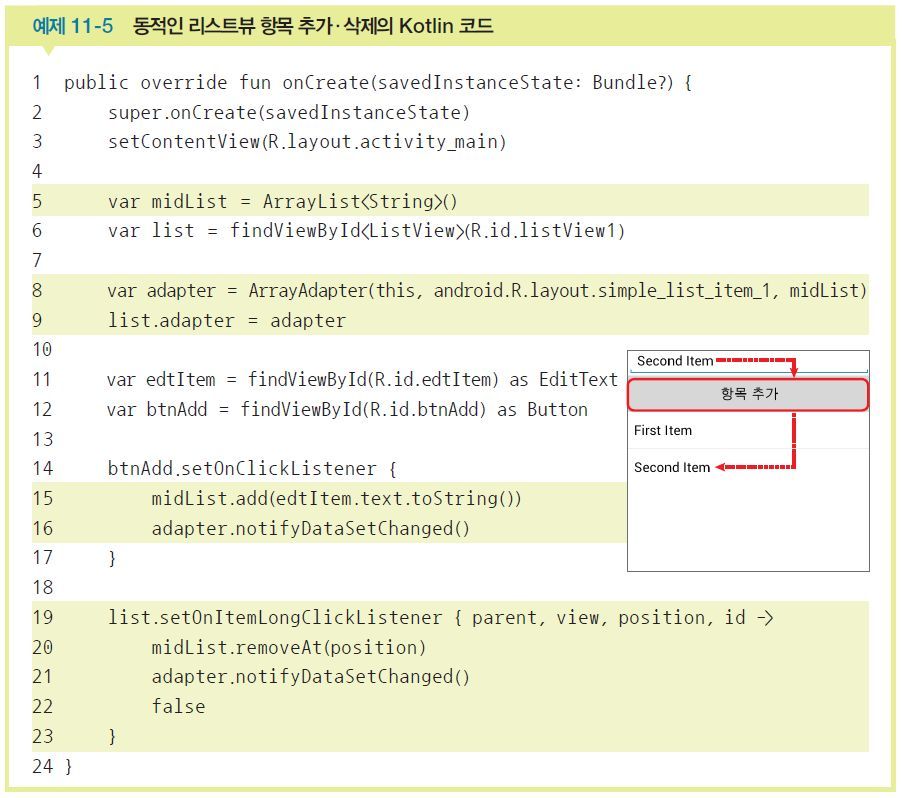 예제 11-5 동적인 리스트뷰 항목 추가·삭제의 Kotlin 코드
1 public override fun onCreate(savedInstanceState: Bundle?) {
2 super.onCreate(savedInstanceState)
3 setContentView(R.layout.activity_main)
4
5 var midList = ArrayList<String>()
6 var list = findViewById<ListView>(R.id.listView1)
7
8 var adapter = ArrayAdapter(this, android.R.layout.simple_list_item_1, midList)
9 list.adapter = adapter
10
11 var edtItem = findViewById(R.id.edtItem) as EditText
12 var btnAdd = findViewById(R.id.btnAdd) as Button
13
14 btnAdd.setOnClickListener {
15 midList.add(edtItem.text.toString())
16 adapter.notifyDataSetChanged()
17 }
18
19 list.setOnItemLongClickListener { parent, view, position, id ->
20 midList.removeAt(position)
21 adapter.notifyDataSetChanged()
22 false
23 }
24 }
Second Item
항목 추가
First Item
Second Item